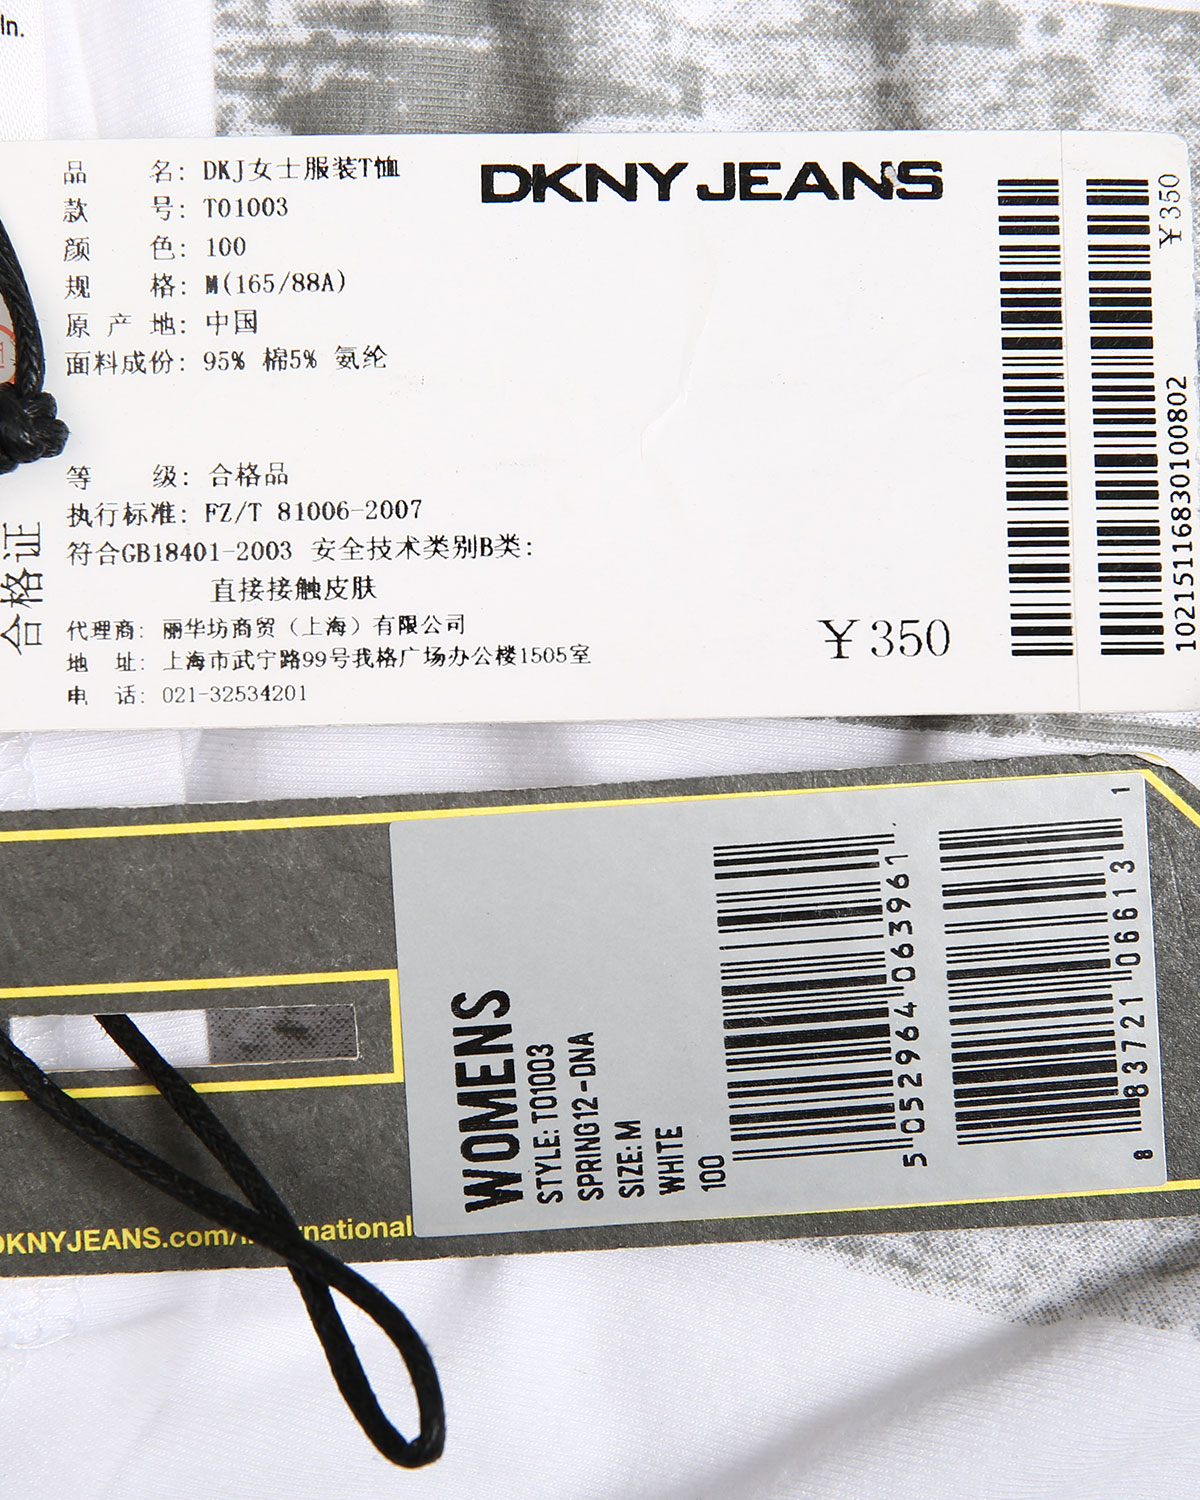 In.
DKNY JEANS
品 名: DKJ女士服装T恤
款 号: T01003
颜 色: 100
规 格: M(165/88A)
原 产 地: 中国
面料成份: 95% 棉5% 氨纶
等 级: 合格品
执行标准: FZ/T 81006-2007
符合GB18401-2003 安全技术类别B类:
直接接触皮肤
代理商: 丽华坊商贸（上海）有限公司
地 址: 上海市武宁路99号我格广场办公楼1505室
电 话: 021-32534201
¥350
合格证
¥350
1021511683010080​2
WOMENS
STYLE: T01003
SPRING12-DNA
SIZE: M
WHITE
100
5 052964 063961
8 83721 06613 1
DKNYJEANS.com/